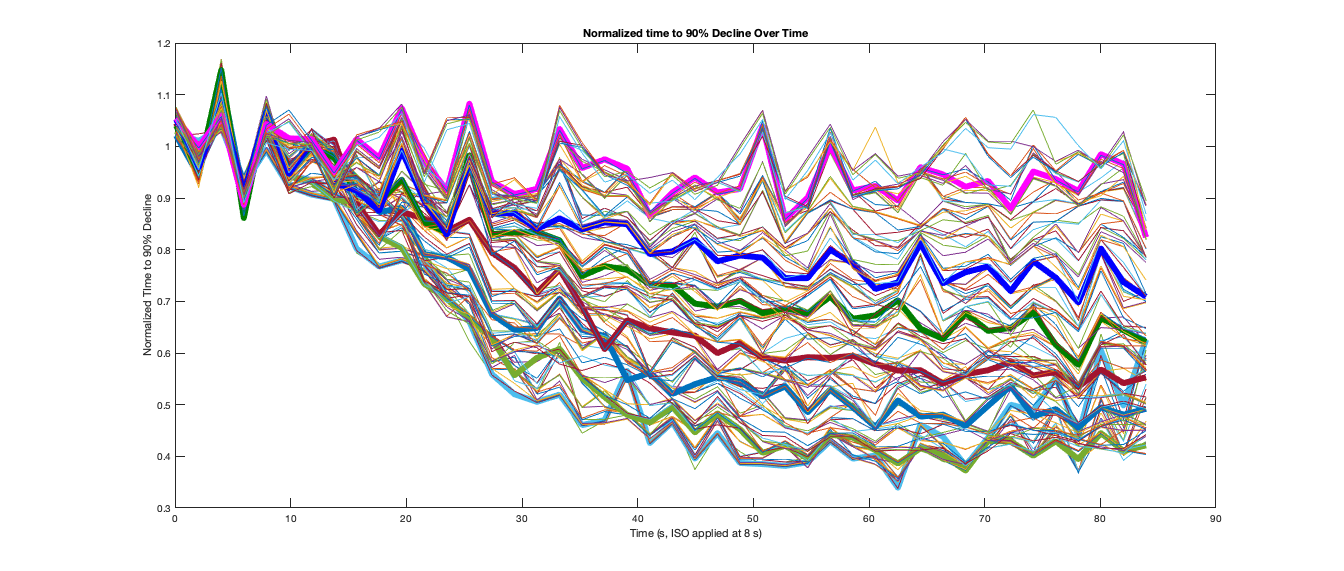 Normalized time to 90% Decline Over Time
1.2
1.1
1
0.9
0.8
0.7
0.6
0.5
0.4
0.3
Normalized Time to 90% Decline
0 10 20 30 40 50 60 70 80 90
Time (s, ISO applied at 8 s)